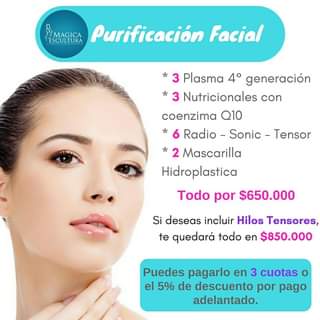 MAGICA
ESCULTURA
Purificación Facial
* 3 Plasma 4° generación
* 3 Nutricionales con
coenzima Q10
* 6 Radio - Sonic - Tensor
* 2 Mascarilla
Hidroplastica
Todo por $650.000
Si deseas incluir Hilos Tensores,
te quedará todo en $850.000
Puedes pagarlo en 3 cuotas o
el 5% de descuento por pago
adelantado.